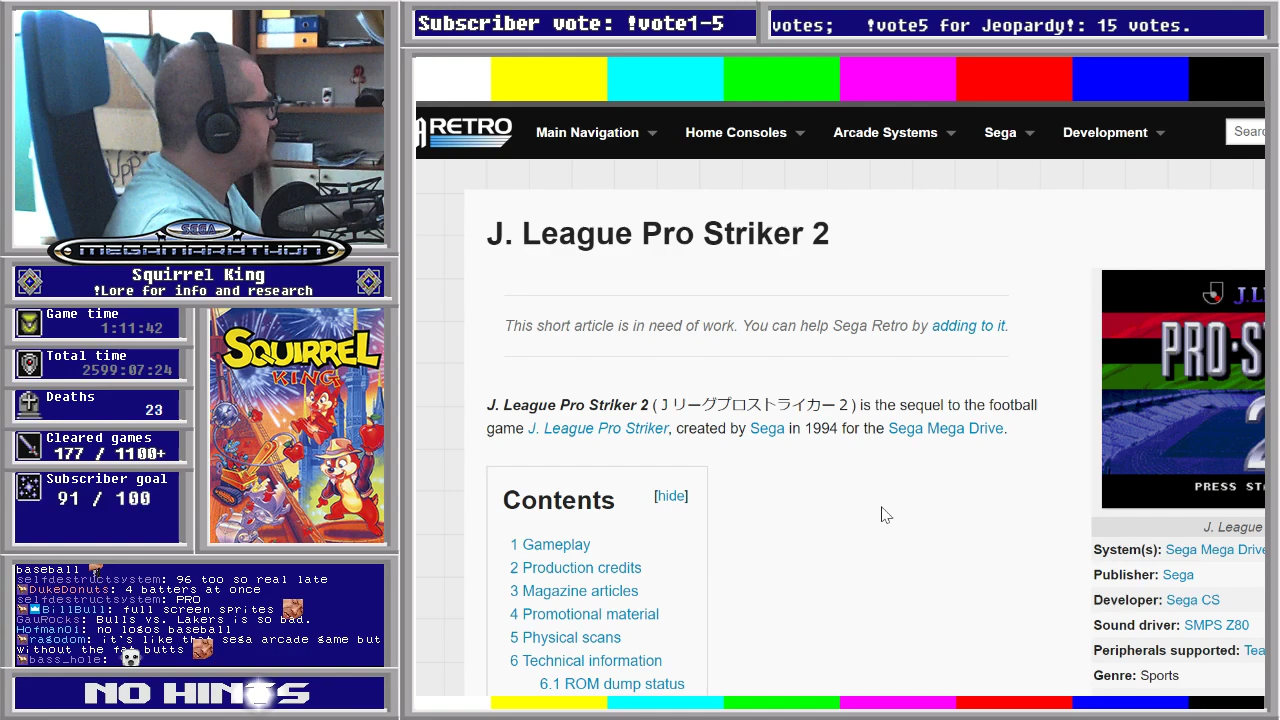 Subscriber vote: !vote1-5
votes;   !vote5 for Jeopardy!: 15 votes.
RETRO
Main Navigation
Home Consoles
Arcade Systems
Sega
Development
Sear
J. League Pro Striker 2
This short article is in need of work. You can help Sega Retro by adding to it.
J. League Pro Striker 2 (Ｊリーグプロストライカー２) is the sequel to the football
game J. League Pro Striker, created by Sega in 1994 for the Sega Mega Drive.
Contents [hide]
1 Gameplay
2 Production credits
3 Magazine articles
4 Promotional material
5 Physical scans
6 Technical information
6.1 ROM dump status
J.L
PRO·S
2
PRESS ST
J. League
System(s): Sega Mega Drive
Publisher: Sega
Developer: Sega CS
Sound driver: SMPS Z80
Peripherals supported: Tea
Genre: Sports
SEGA
MEGAMARATHON
Squirrel King
!Lore for info and research
Game time
1:11:42
Total time
2599:07:24
Deaths
23
Cleared games
177 / 1100+
Subscriber goal
91 / 100
SQUIRREL
KING
baseball
selfdestructsystem: 96 too so real late
DukeDonuts: 4 batters at once
selfdestructsystem: PRO
BillBull: full screen sprites
GauRocks: Bulls vs. Lakers is so bad.
Hofman01: no logos baseball
ragodom: it's like that sega arcade game but
without the fat butts
bass_hole:
NO HINTS